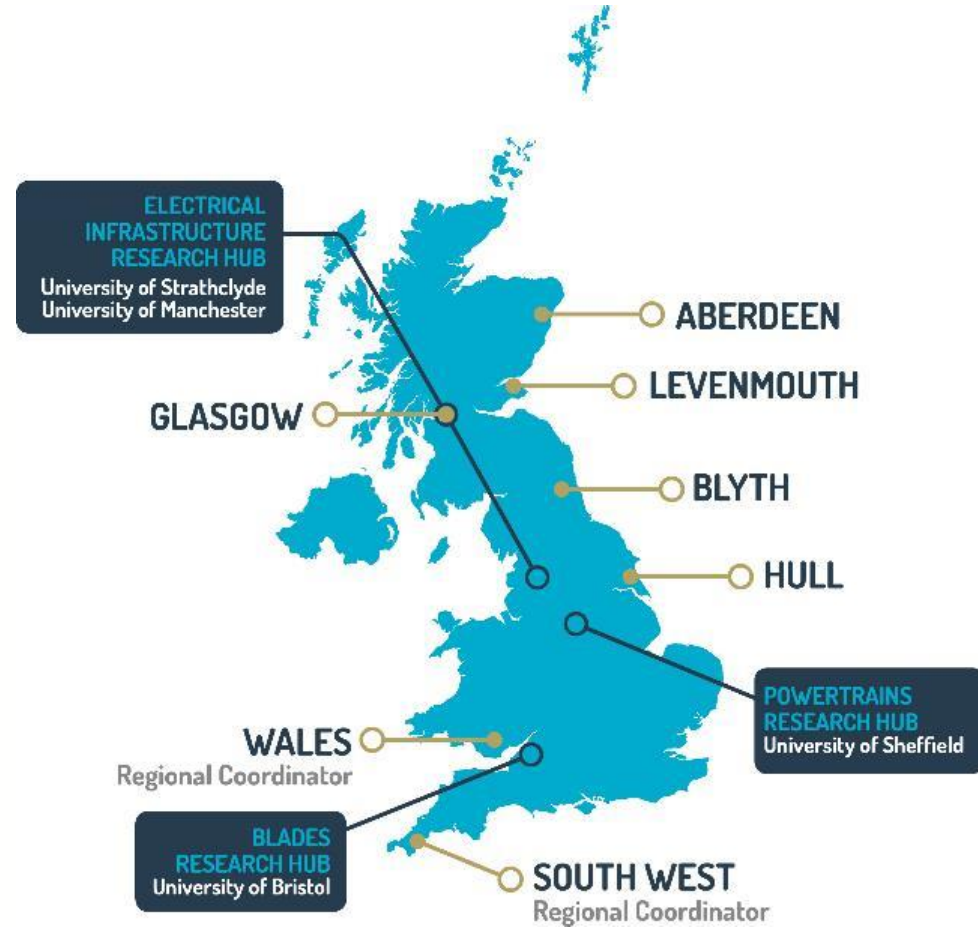 ELECTRICAL
INFRASTRUCTURE
RESEARCH HUB
University of Strathclyde
University of Manchester
ABERDEEN
LEVENMOUTH
GLASGOW
BLYTH
HULL
POWERTRAINS
RESEARCH HUB
University of Sheffield
WALES
Regional Coordinator
BLADES
RESEARCH HUB
University of Bristol
SOUTH WEST
Regional Coordinator